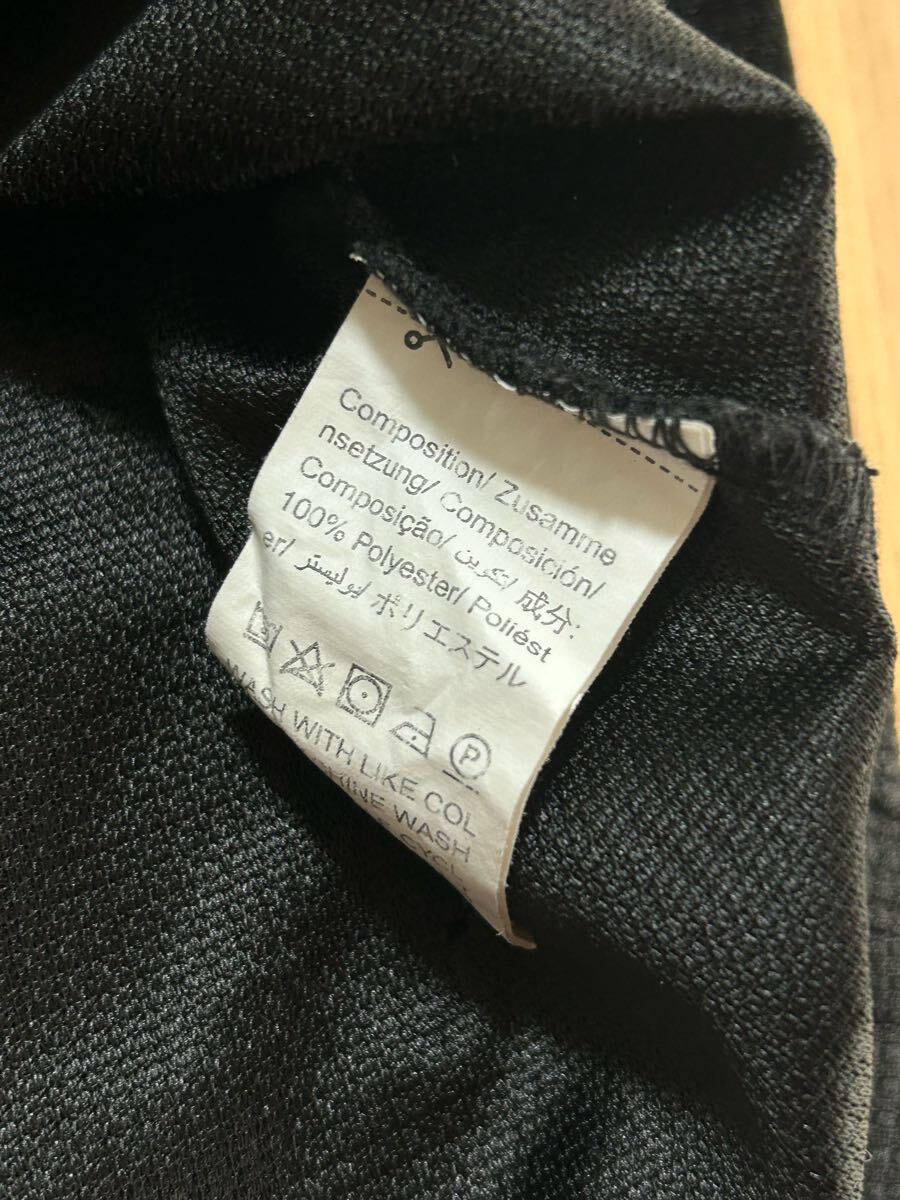 Composition/ Zusamme
nsetzung/ Composición/
Composição/ تكوين/ 成分:
100% Polyester/ Poliést
er/ بوليستر/ ポリエステル
P
WASH WITH LIKE COL
WASH